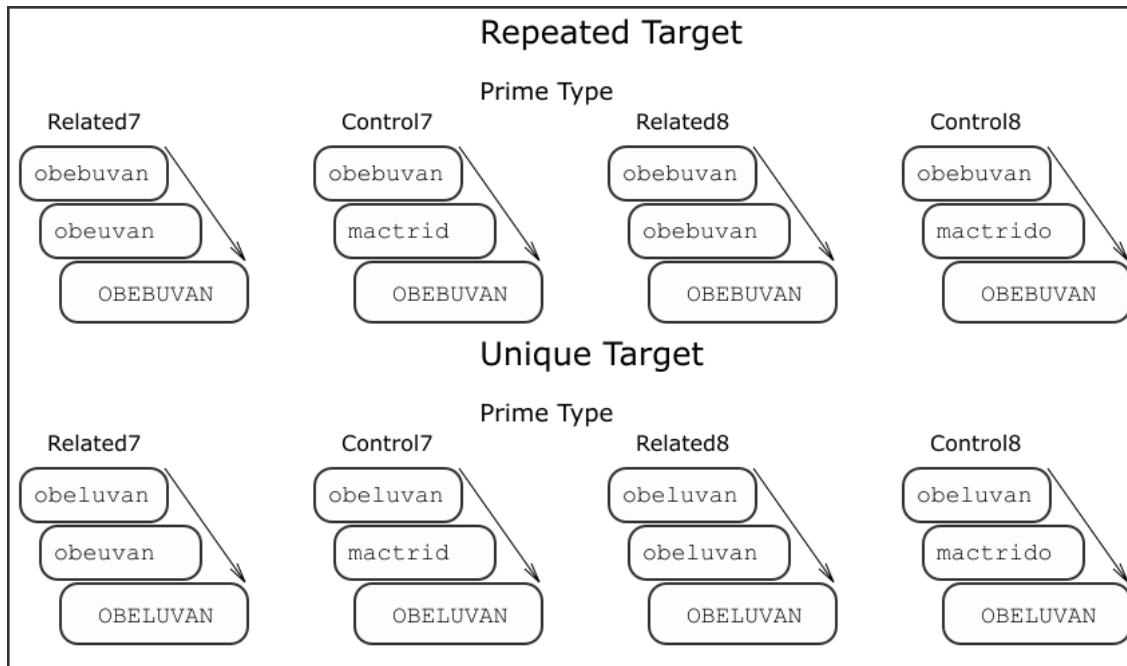 Repeated Target
Prime Type
Related7 Control7 Related8 Control8
obebuvan obebuvan obebuvan obebuvan
obeuvan mactrid obebuvan mactrido
OBEBUVAN OBEBUVAN OBEBUVAN OBEBUVAN
Unique Target
Prime Type
Related7 Control7 Related8 Control8
obeluvan obeluvan obeluvan obeluvan
obeuvan mactrid obeluvan mactrido
OBELUVAN OBELUVAN OBELUVAN OBELUVAN